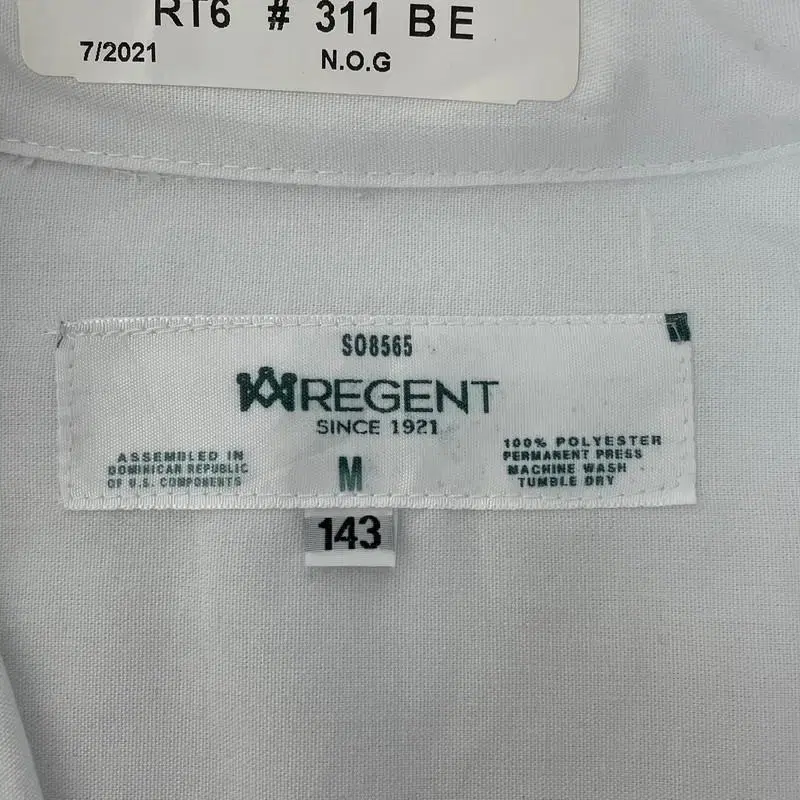 RT6 # 311 BE
7/2021 N.O.G
SO8565
REGENT
SINCE 1921
ASSEMBLED IN
DOMINICAN REPUBLIC
OF U.S. COMPONENTS
M
100% POLYESTER
PERMANENT PRESS
MACHINE WASH
TUMBLE DRY
143